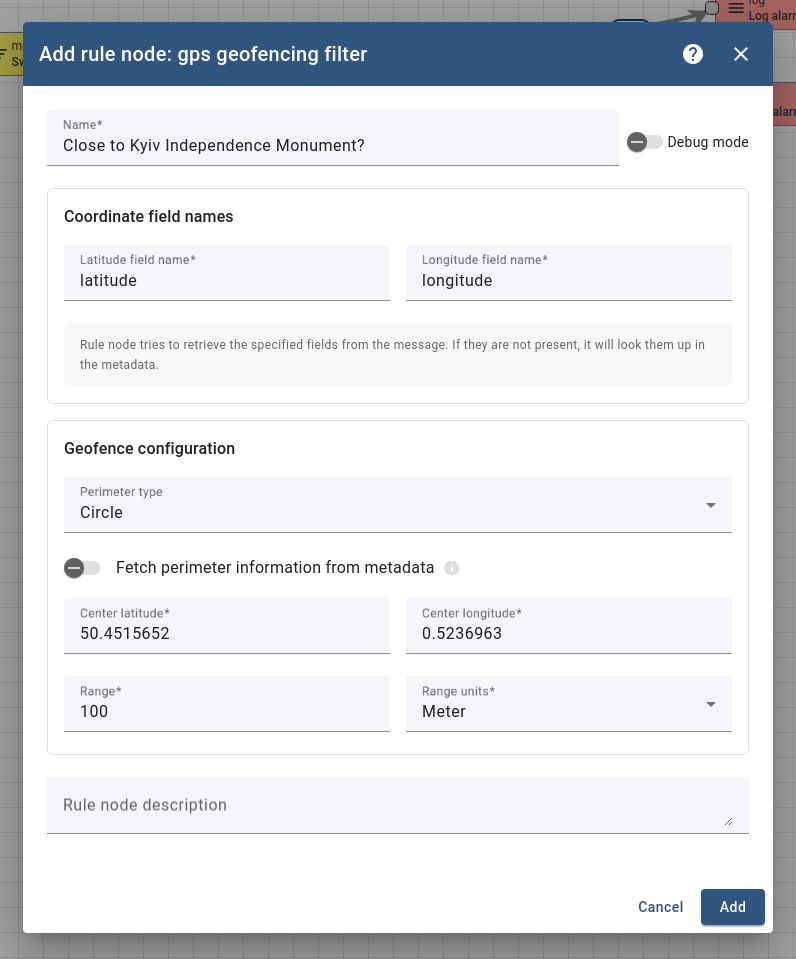 log
Log alarm
Add rule node: gps geofencing filter
Name*
Close to Kyiv Independence Monument?
Debug mode
Coordinate field names
Latitude field name*
latitude
Longitude field name*
longitude
Rule node tries to retrieve the specified fields from the message. If they are not present, it will look them up in
the metadata.
Geofence configuration
Perimeter type
Circle
Fetch perimeter information from metadata
Center latitude*
50.4515652
Center longitude*
0.5236963
Range*
100
Range units*
Meter
Rule node description
Cancel
Add